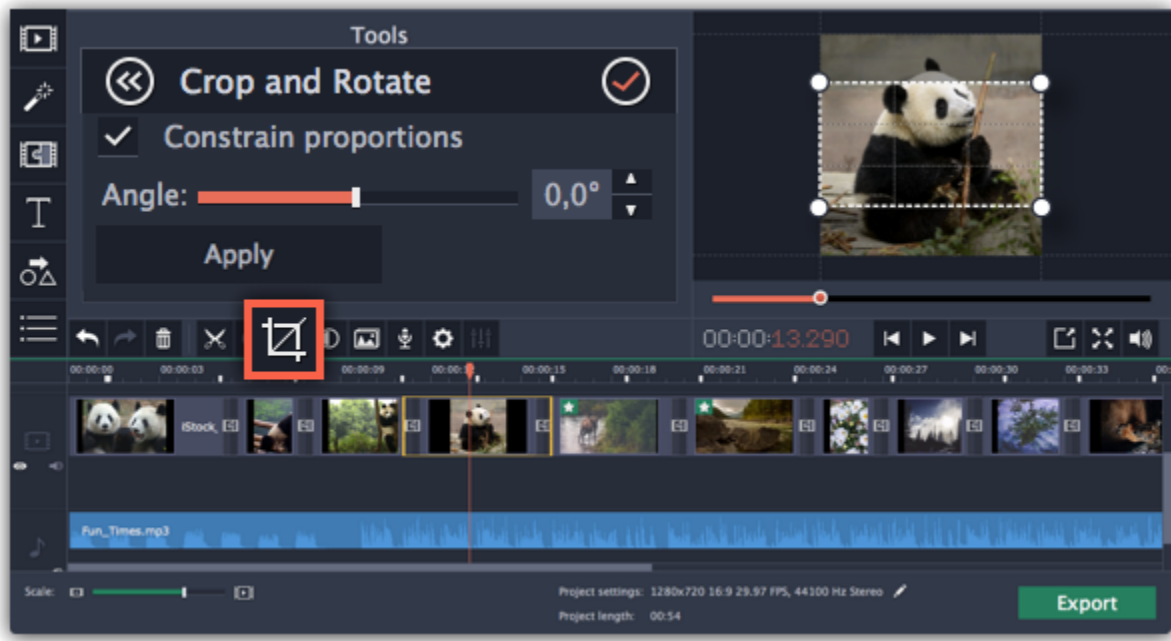 Tools
Crop and Rotate
Constrain proportions
Angle: 0,0°
Apply
00:00:13.290
00:00:00 00:00:03 00:00:09 00:00:15 00:00:18 00:00:21 00:00:24 00:00:27 00:00:30 00:00:33
iStock,
Fun_Times.mp3
Scale:
Project settings: 1280x720 16:9 29.97 FPS, 44100 Hz Stereo
Project length: 00:54
Export